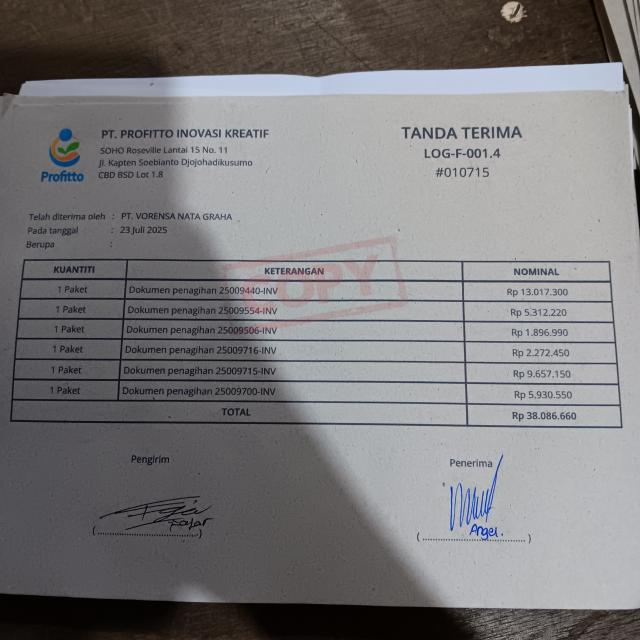 Profitto
PT. PROFITTO INOVASI KREATIF
SOHO Roseville Lantai 15 No. 11
Jl. Kapten Soebianto Djojohadikusumo
CBD BSD Lot 1.8
TANDA TERIMA
LOG-F-001.4
#010715
Telah diterima oleh : PT. VORENSA NATA GRAHA
Pada tanggal : 23 Juli 2025
Berupa :
COPY
KUANTITI KETERANGAN NOMINAL
1 Paket Dokumen penagihan 25009440-INV Rp 13.017.300
1 Paket Dokumen penagihan 25009554-INV Rp 5.312.220
1 Paket Dokumen penagihan 25009506-INV Rp 1.896.990
1 Paket Dokumen penagihan 25009716-INV Rp 2.272.450
1 Paket Dokumen penagihan 25009715-INV Rp 9.657.150
1 Paket Dokumen penagihan 25009700-INV Rp 5.930.550
TOTAL Rp 38.086.660
Pengirim Penerima
Fajar
Angel.
(........................) (........................)